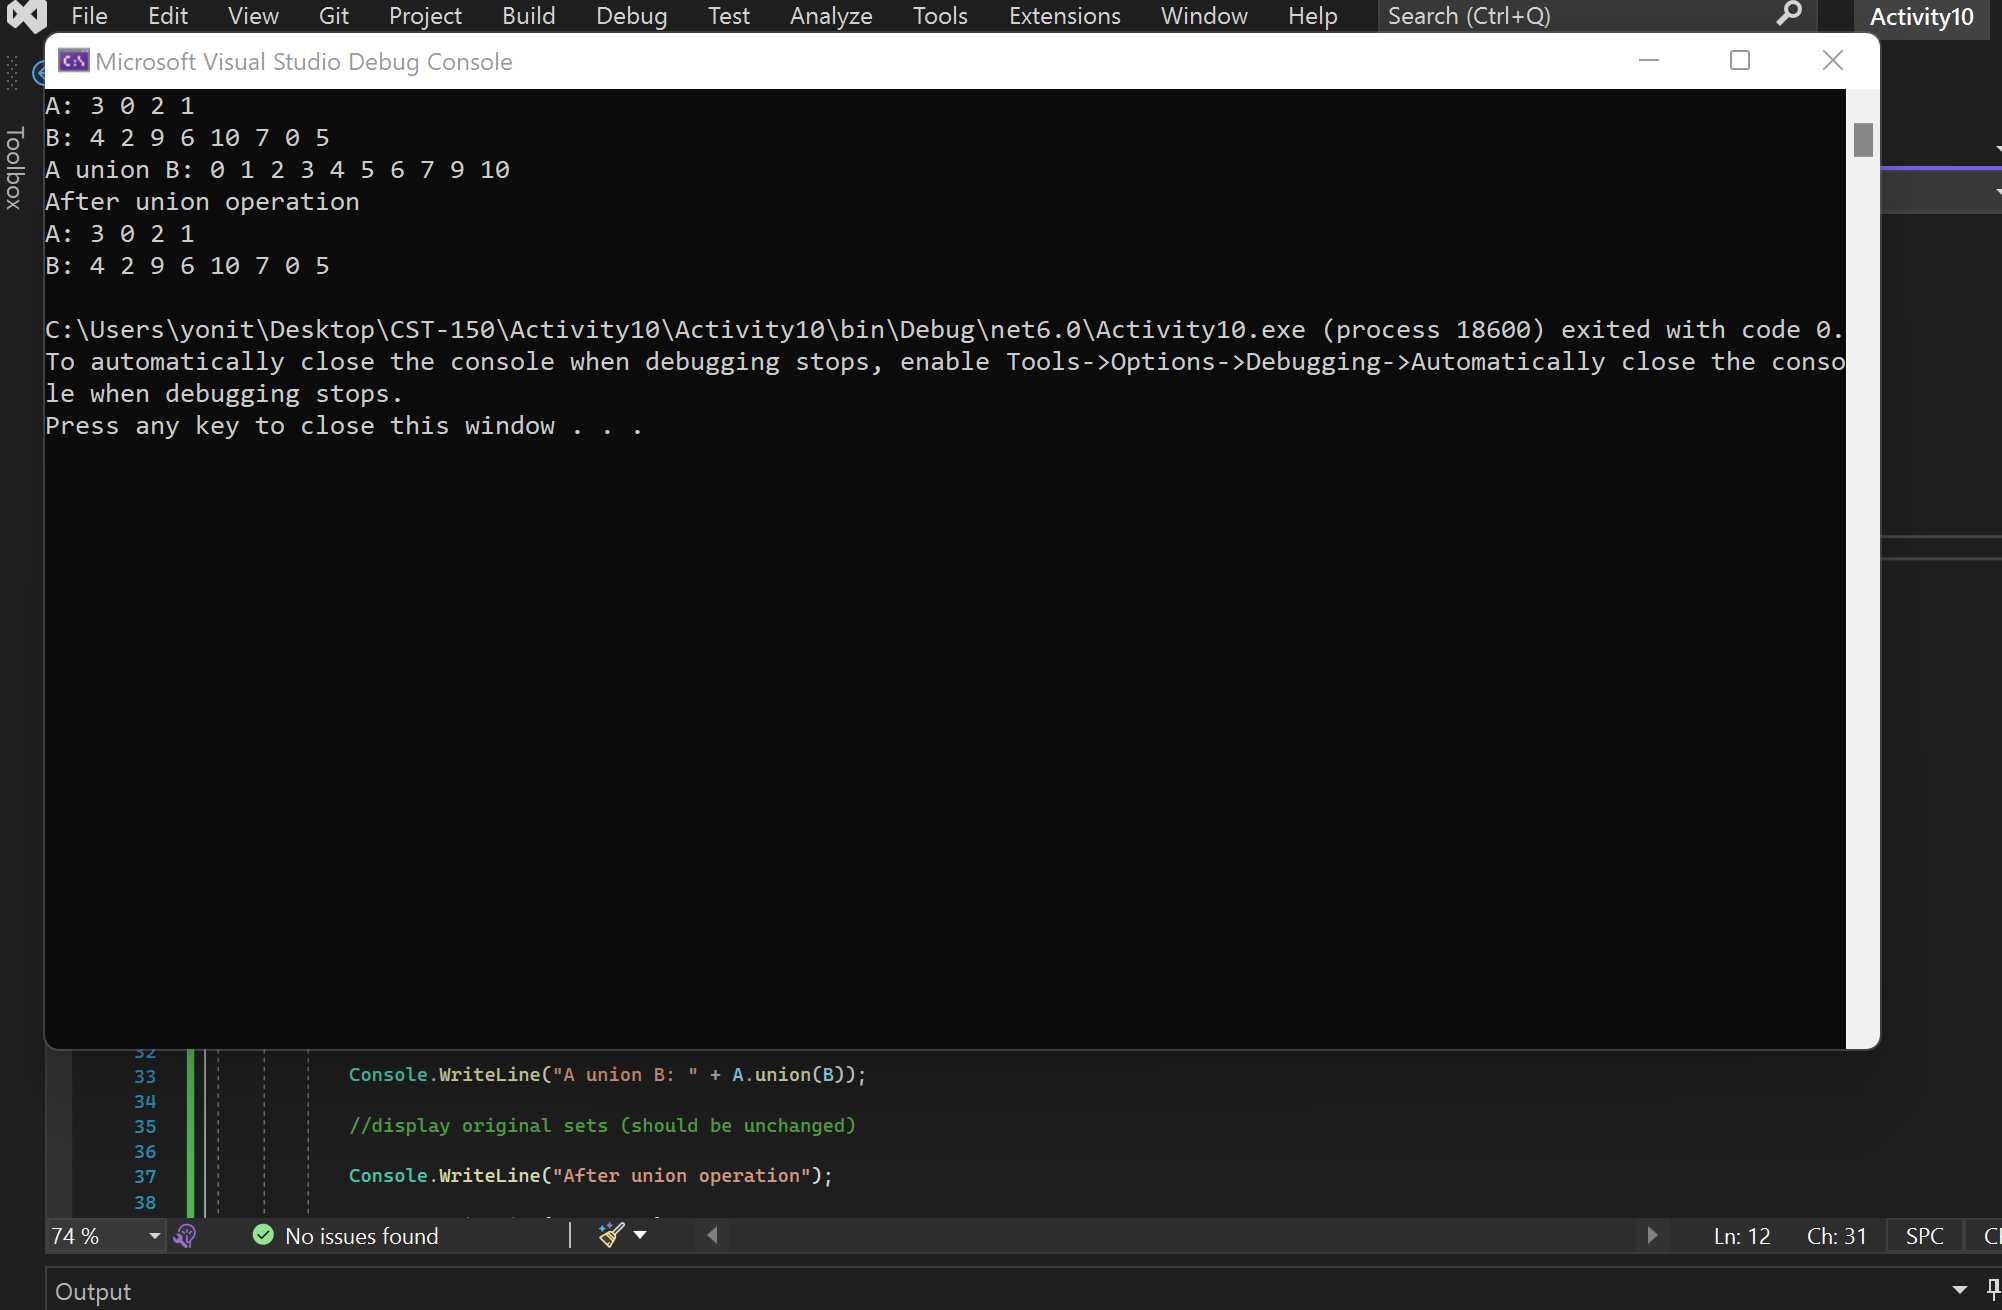 File Edit View Git Project Build Debug Test Analyze Tools Extensions Window Help Search (Ctrl+Q) Activity10
C:\ Microsoft Visual Studio Debug Console
Toolbox
A: 3 0 2 1
B: 4 2 9 6 10 7 0 5
A union B: 0 1 2 3 4 5 6 7 9 10
After union operation
A: 3 0 2 1
B: 4 2 9 6 10 7 0 5
C:\Users\yonit\Desktop\CST-150\Activity10\Activity10\bin\Debug\net6.0\Activity10.exe (process 18600) exited with code 0.
To automatically close the console when debugging stops, enable Tools->Options->Debugging->Automatically close the conso
le when debugging stops.
Press any key to close this window . . .
32
33 Console.WriteLine("A union B: " + A.union(B));
34
35 //display original sets (should be unchanged)
36
37 Console.WriteLine("After union operation");
38
74 % No issues found Ln: 12 Ch: 31 SPC
Output